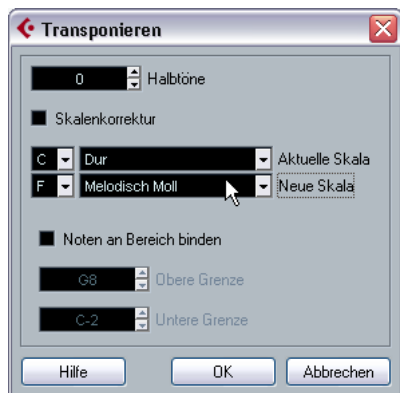 Transponieren
0 Halbtöne
Skalenkorrektur
C Dur Aktuelle Skala
F Melodisch Moll Neue Skala
Noten an Bereich binden
G8 Obere Grenze
C-2 Untere Grenze
Hilfe OK Abbrechen